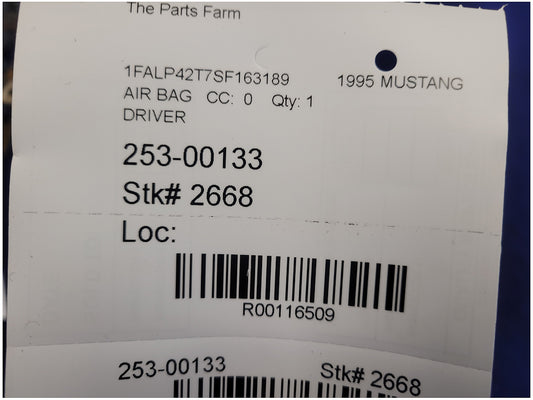 The Parts Farm
1FALP42T7SF163189 1995 MUSTANG
AIR BAG CC: 0 Qty: 1
DRIVER
253-00133
Stk# 2668
Loc:
R00116509
253-00133 Stk# 2668